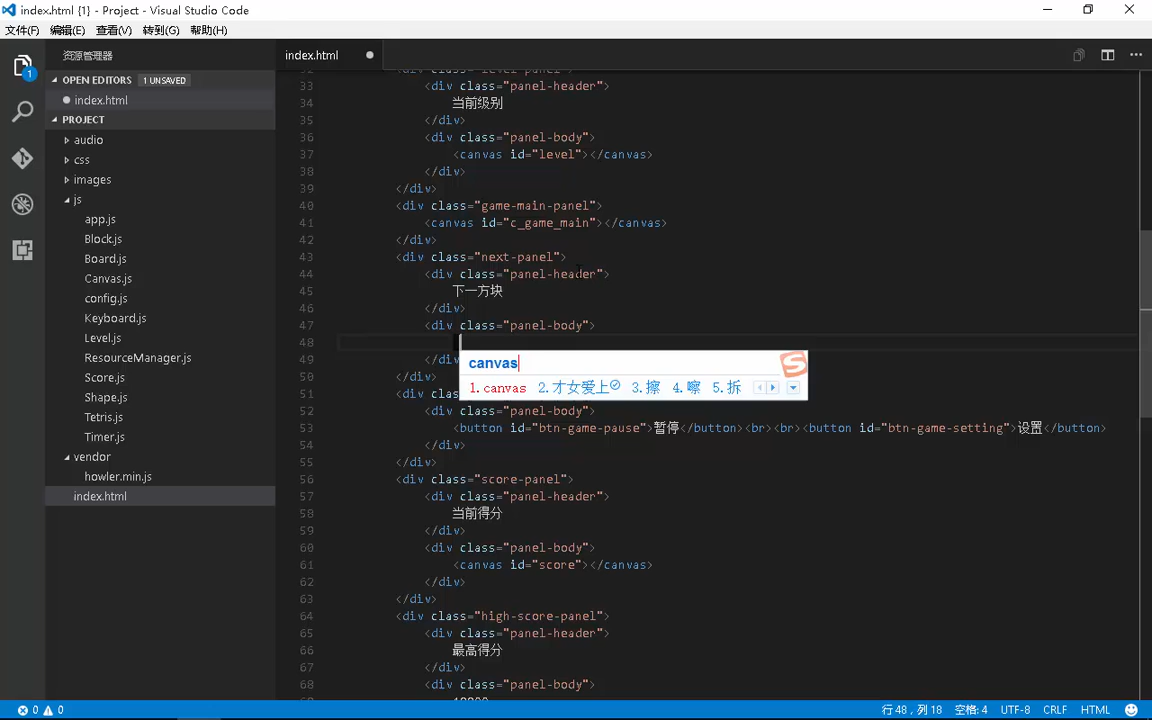 index.html {1} - Project - Visual Studio Code
文件(F) 编辑(E) 查看(V) 转到(G) 帮助(H)
资源管理器
OPEN EDITORS 1 UNSAVED
index.html
PROJECT
audio
css
images
js
app.js
Block.js
Board.js
Canvas.js
config.js
Keyboard.js
Level.js
ResourceManager.js
Score.js
Shape.js
Tetris.js
Timer.js
vendor
howler.min.js
index.html
1
index.html
33 <div class="panel-header">
34 当前级别
35 </div>
36 <div class="panel-body">
37 <canvas id="level"></canvas>
38 </div>
39 </div>
40 <div class="game-main-panel">
41 <canvas id="c_game_main"></canvas>
42 </div>
43 <div class="next-panel">
44 <div class="panel-header">
45 下一方块
46 </div>
47 <div class="panel-body">
48
canvas
1.canvas 2.才女爱上 3.擦 4.嚓 5.拆
49 </div>
50 </div>
51 <div class
52 <div class="panel-body">
53 <button id="btn-game-pause">暂停</button><br><br><button id="btn-game-setting">设置</button>
54 </div>
55 </div>
56 <div class="score-panel">
57 <div class="panel-header">
58 当前得分
59 </div>
60 <div class="panel-body">
61 <canvas id="score"></canvas>
62 </div>
63 </div>
64 <div class="high-score-panel">
65 <div class="panel-header">
66 最高得分
67 </div>
68 <div class="panel-body">
0 0
行 48，列 18 空格: 4 UTF-8 CRLF HTML